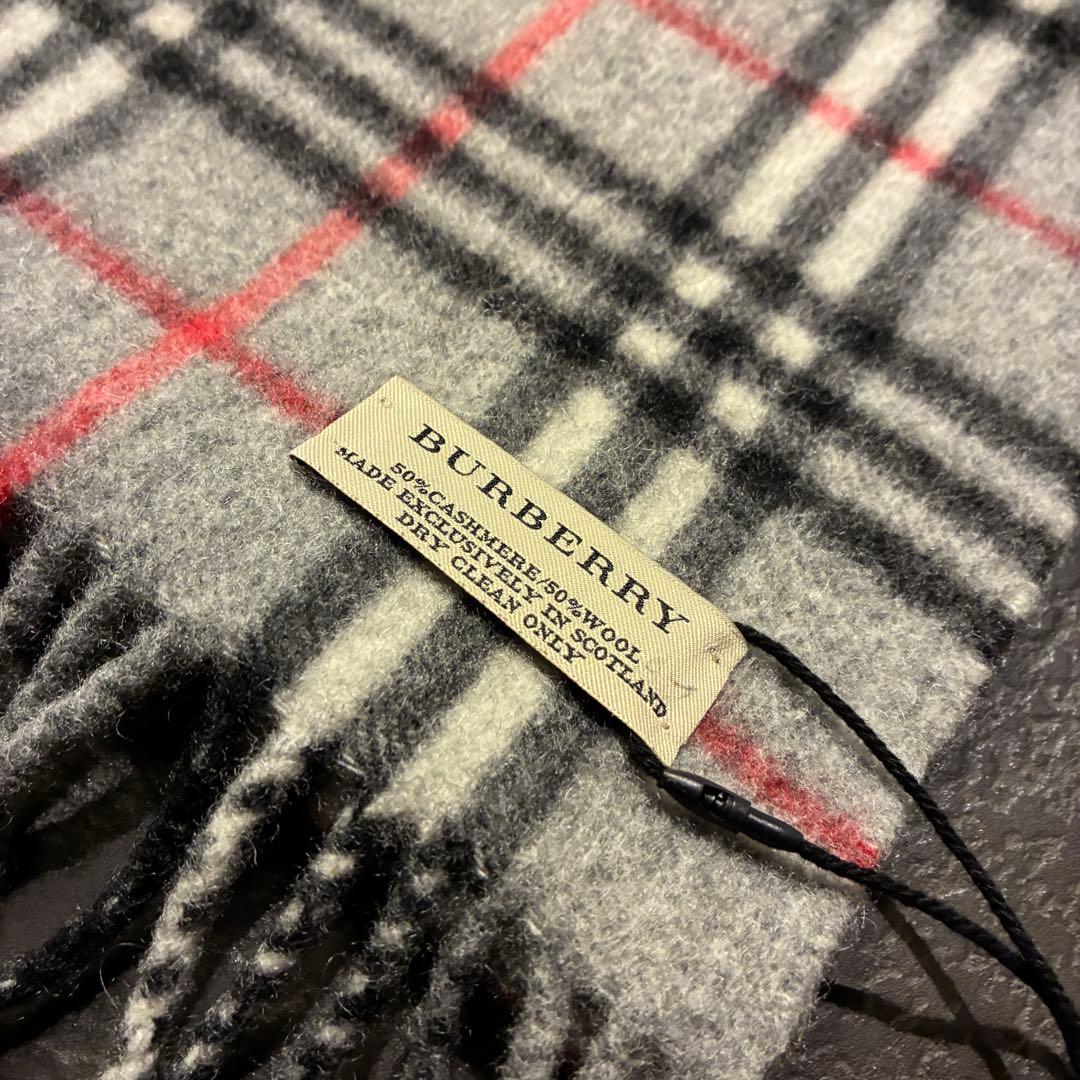 BURBERRY
50%CASHMERE/50%WOOL
MADE EXCLUSIVELY IN SCOTLAND
DRY CLEAN ONLY